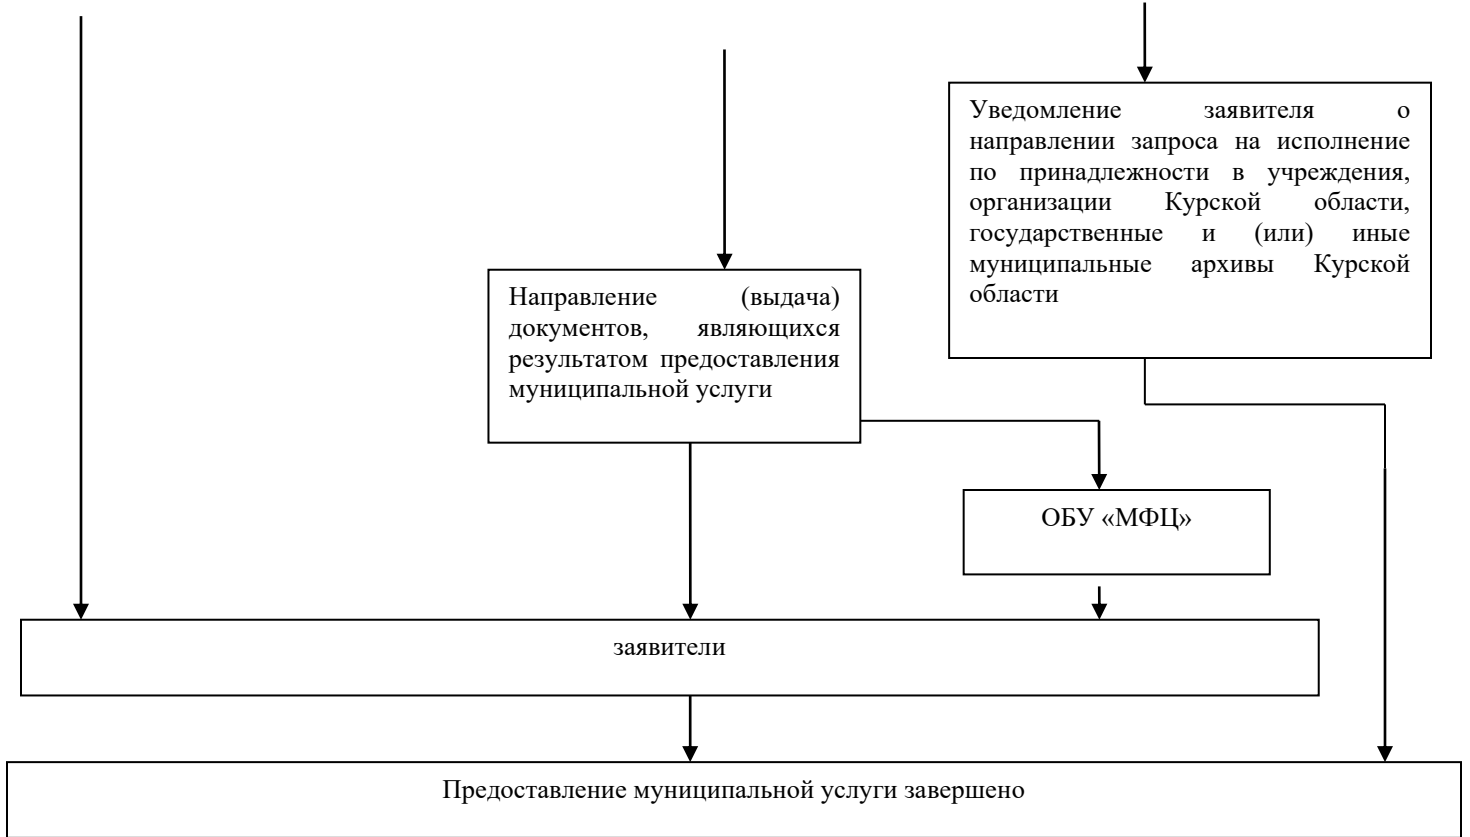 Уведомление заявителя о
направлении запроса на исполнение
по принадлежности в учреждения,
организации Курской области,
государственные и (или) иные
муниципальные архивы Курской
области
Направление (выдача)
документов, являющихся
результатом предоставления
муниципальной услуги
ОБУ «МФЦ»
заявители
Предоставление муниципальной услуги завершено